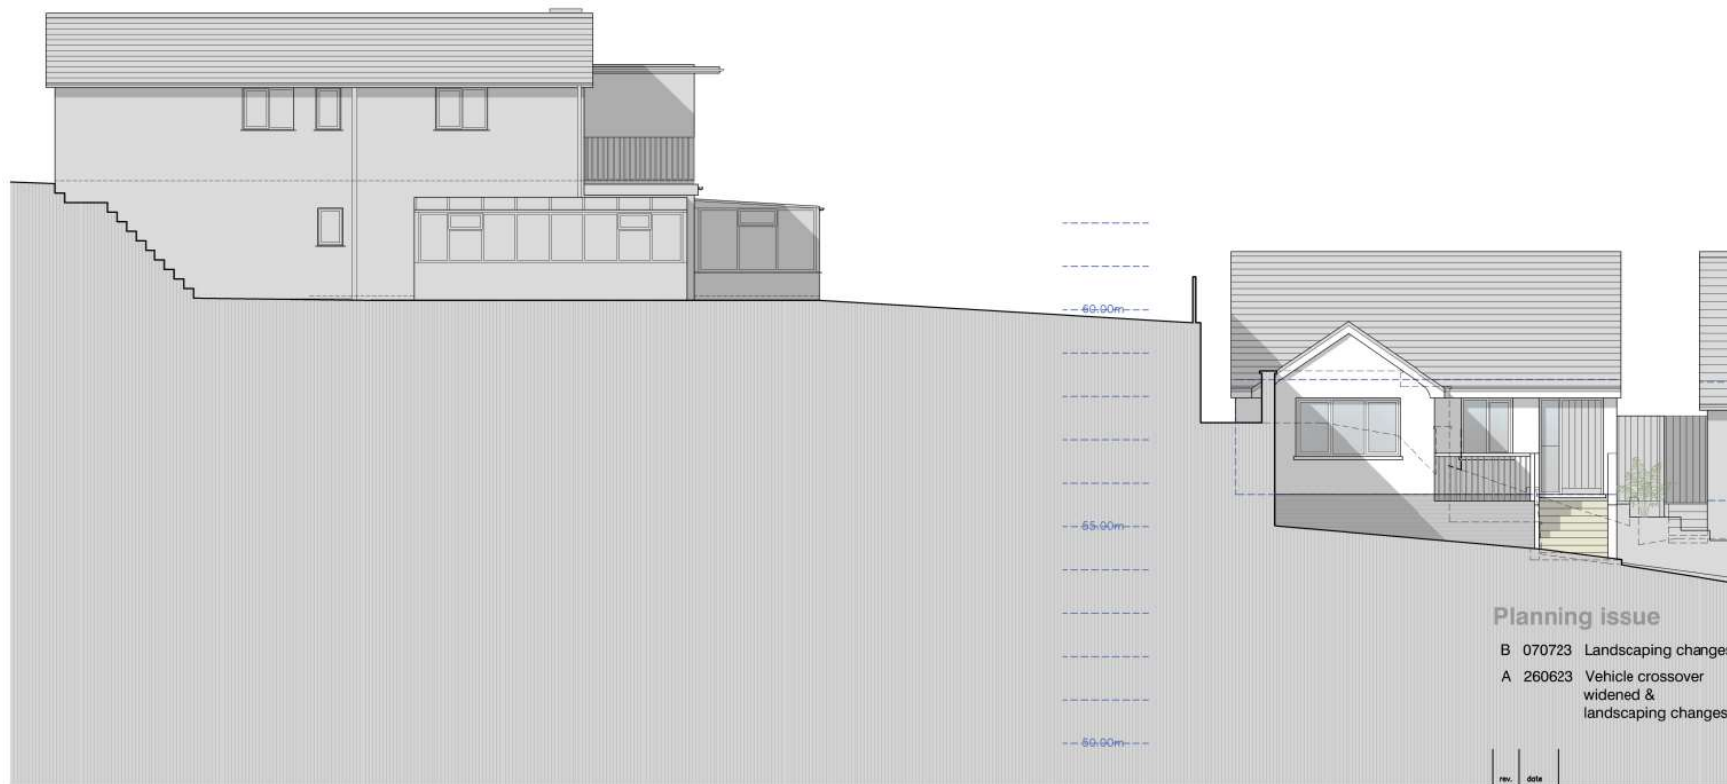 60.00m
55.00m
50.00m
Planning issue
B 070723 Landscaping changes
A 260623 Vehicle crossover
widened &
landscaping changes
rev. date